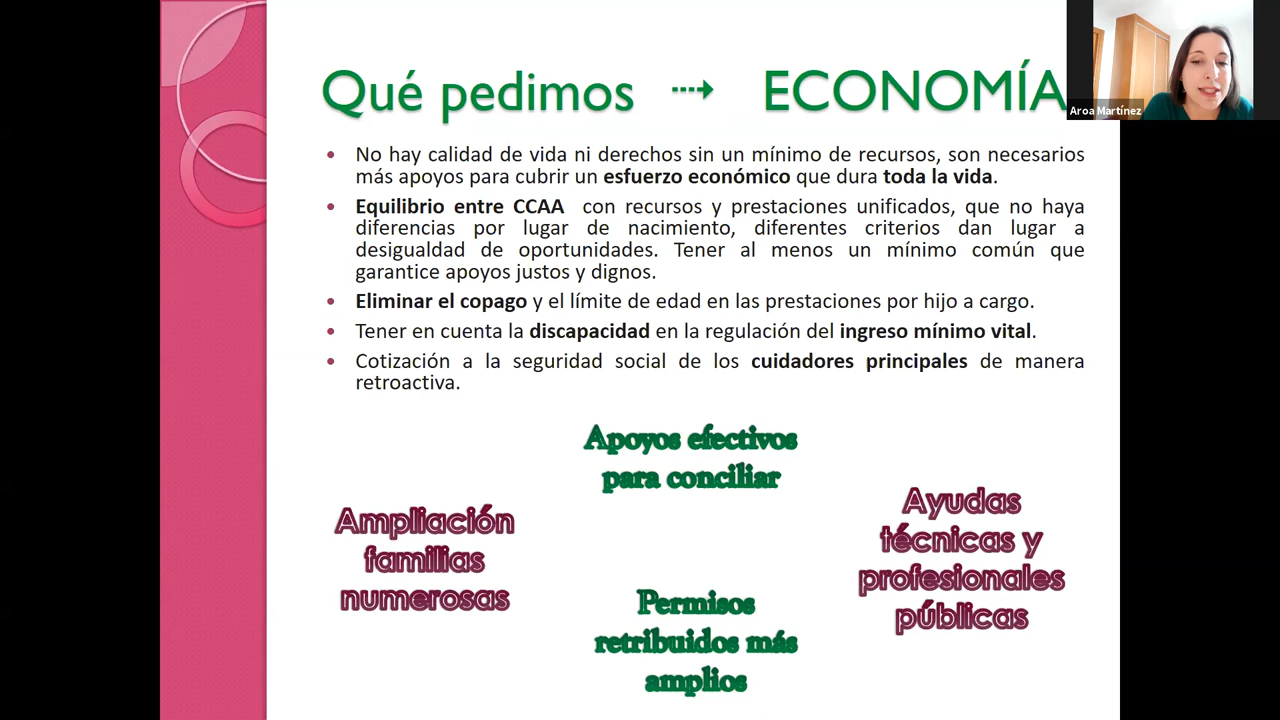 Qué pedimos ⇢ ECONOMÍA
Aroa Martínez
• No hay calidad de vida ni derechos sin un mínimo de recursos, son necesarios
más apoyos para cubrir un esfuerzo económico que dura toda la vida.
• Equilibrio entre CCAA con recursos y prestaciones unificados, que no haya
diferencias por lugar de nacimiento, diferentes criterios dan lugar a
desigualdad de oportunidades. Tener al menos un mínimo común que
garantice apoyos justos y dignos.
• Eliminar el copago y el límite de edad en las prestaciones por hijo a cargo.
• Tener en cuenta la discapacidad en la regulación del ingreso mínimo vital.
• Cotización a la seguridad social de los cuidadores principales de manera
retroactiva.
Apoyos efectivos
para conciliar
Ampliación
familias
numerosas
Ayudas
técnicas y
profesionales
públicas
Permisos
retribuidos más
amplios